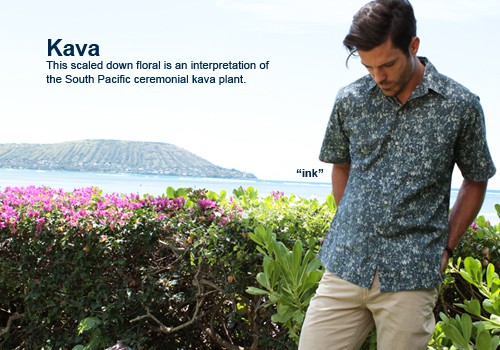 Kava
This scaled down floral is an interpretation of
the South Pacific ceremonial kava plant.
“ink”